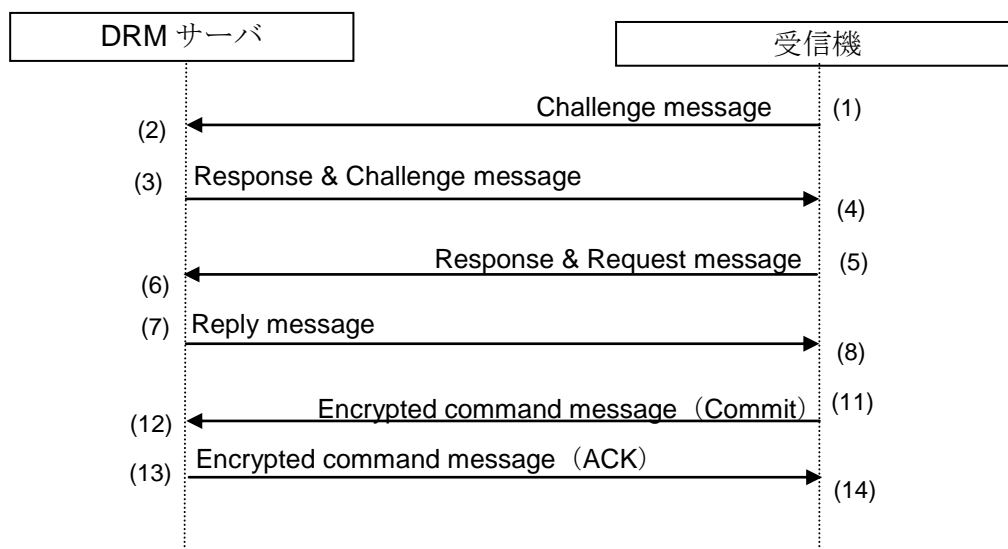 DRM サーバ
受信機
Challenge message (1)
(2)
(3) Response & Challenge message
(4)
Response & Request message (5)
(6)
(7) Reply message
(8)
Encrypted command message（Commit） (11)
(12)
(13) Encrypted command message（ACK）
(14)